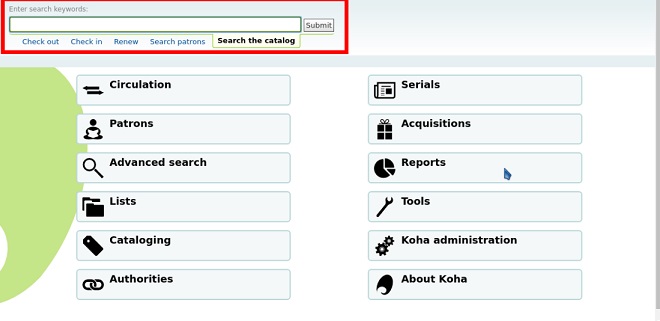 Enter search keywords:
Submit
Check out Check in Renew Search patrons Search the catalog
Circulation
Serials
Patrons
Acquisitions
Advanced search
Reports
Lists
Tools
Cataloging
Koha administration
Authorities
About Koha